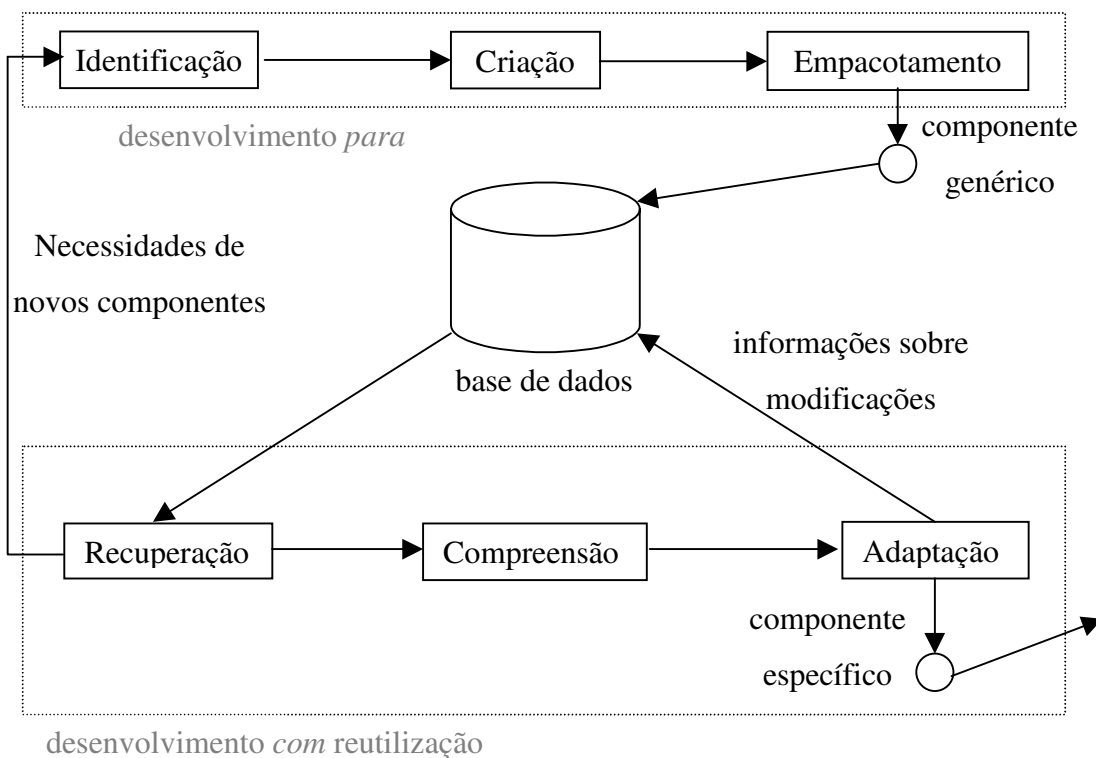 Identificação
Criação
Empacotamento
desenvolvimento para
componente
genérico
Necessidades de
novos componentes
base de dados
informações sobre
modificações
Recuperação
Compreensão
Adaptação
componente
específico
desenvolvimento com reutilização